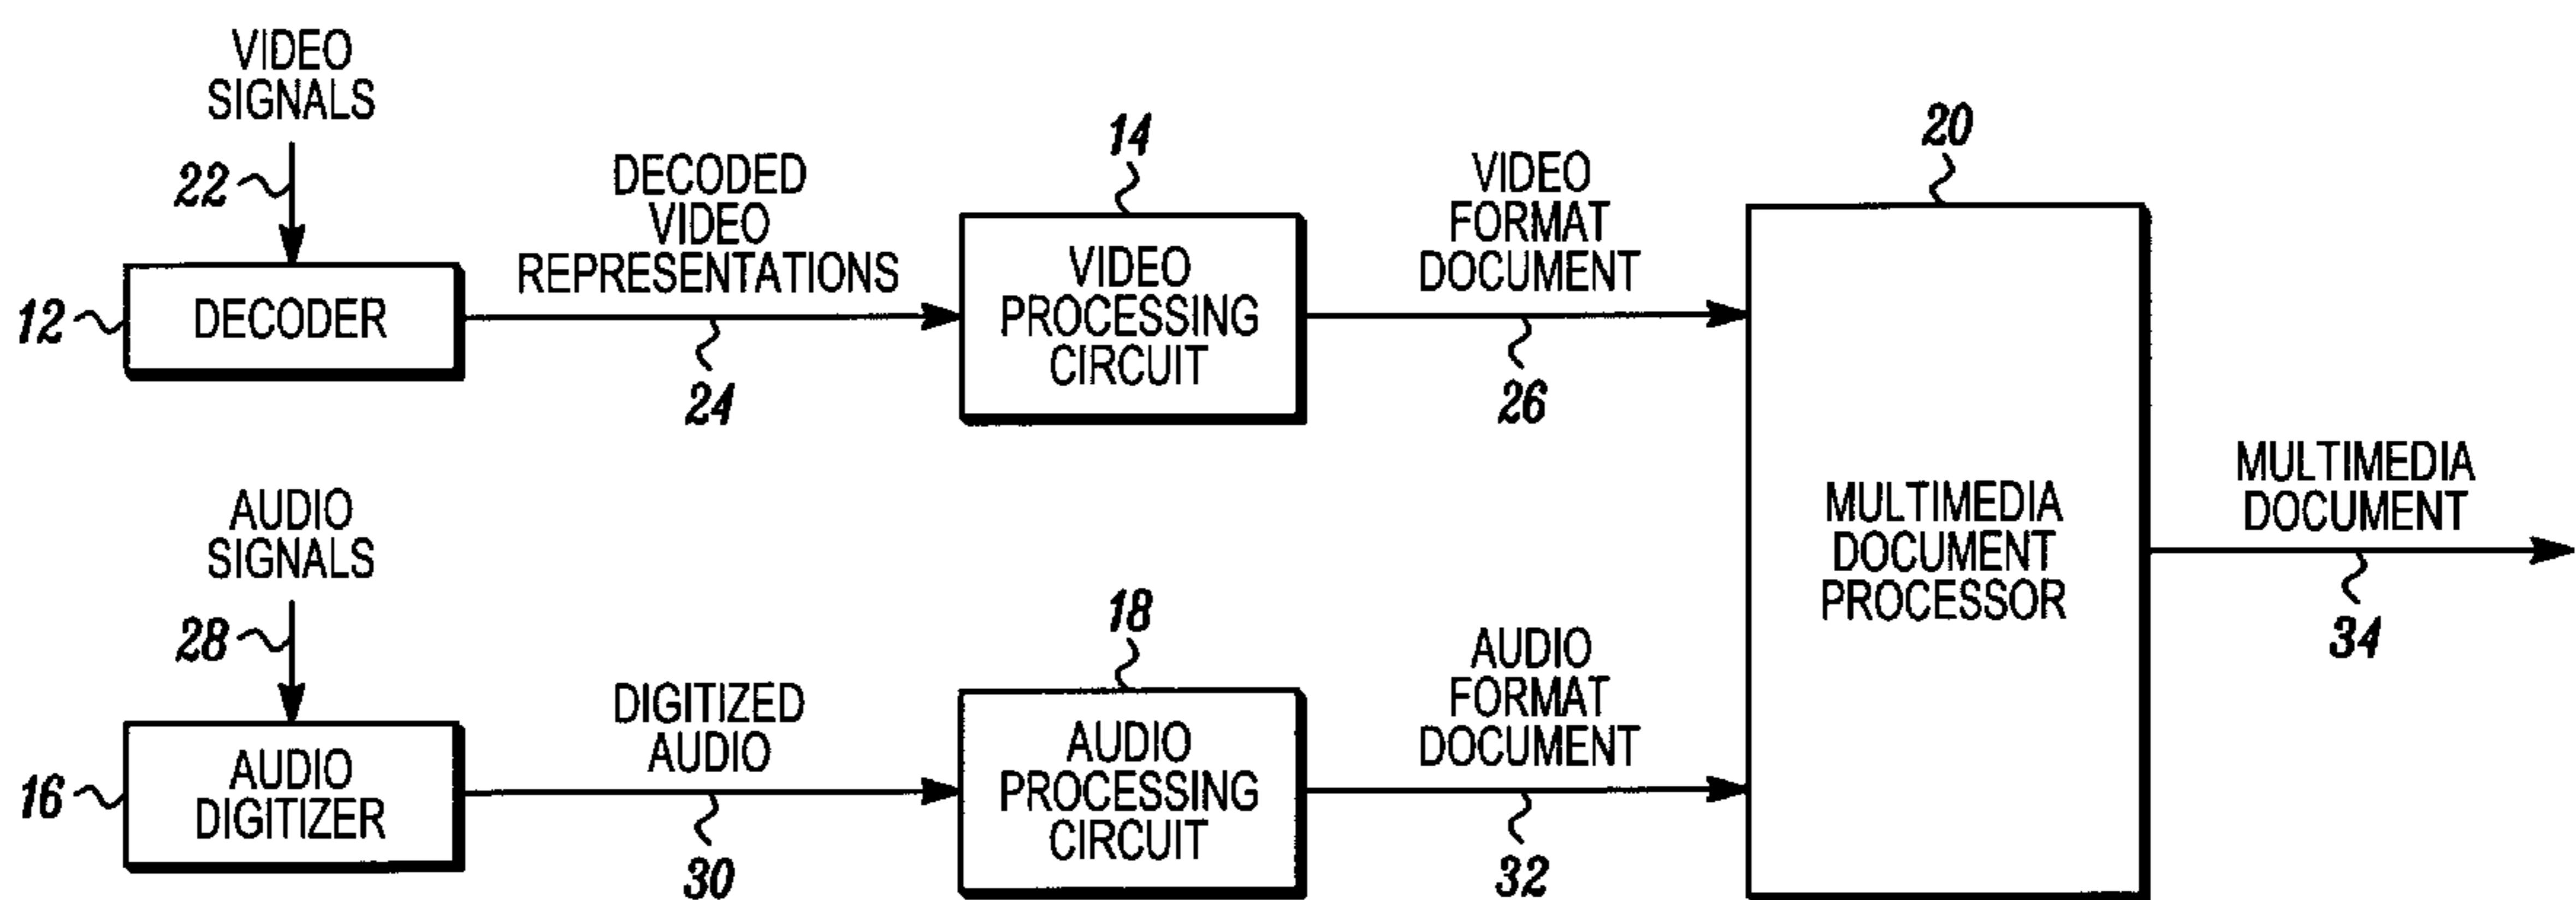 VIDEO
SIGNALS
22
12
DECODER
DECODED
VIDEO
REPRESENTATIONS
24
14
VIDEO
PROCESSING
CIRCUIT
VIDEO
FORMAT
DOCUMENT
26
20
MULTIMEDIA
DOCUMENT
PROCESSOR
MULTIMEDIA
DOCUMENT
34
AUDIO
SIGNALS
28
16
AUDIO
DIGITIZER
DIGITIZED
AUDIO
30
18
AUDIO
PROCESSING
CIRCUIT
AUDIO
FORMAT
DOCUMENT
32